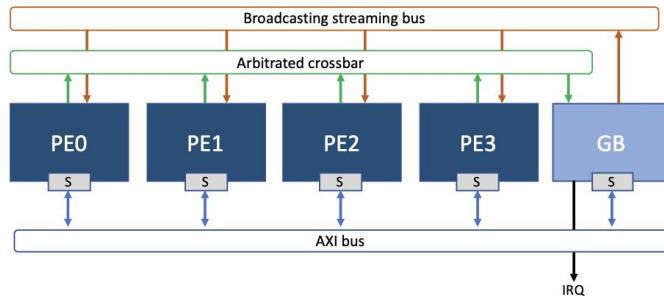 Broadcasting streaming bus
Arbitrated crossbar
PE0 PE1 PE2 PE3 GB
S S S S S
AXI bus
IRQ